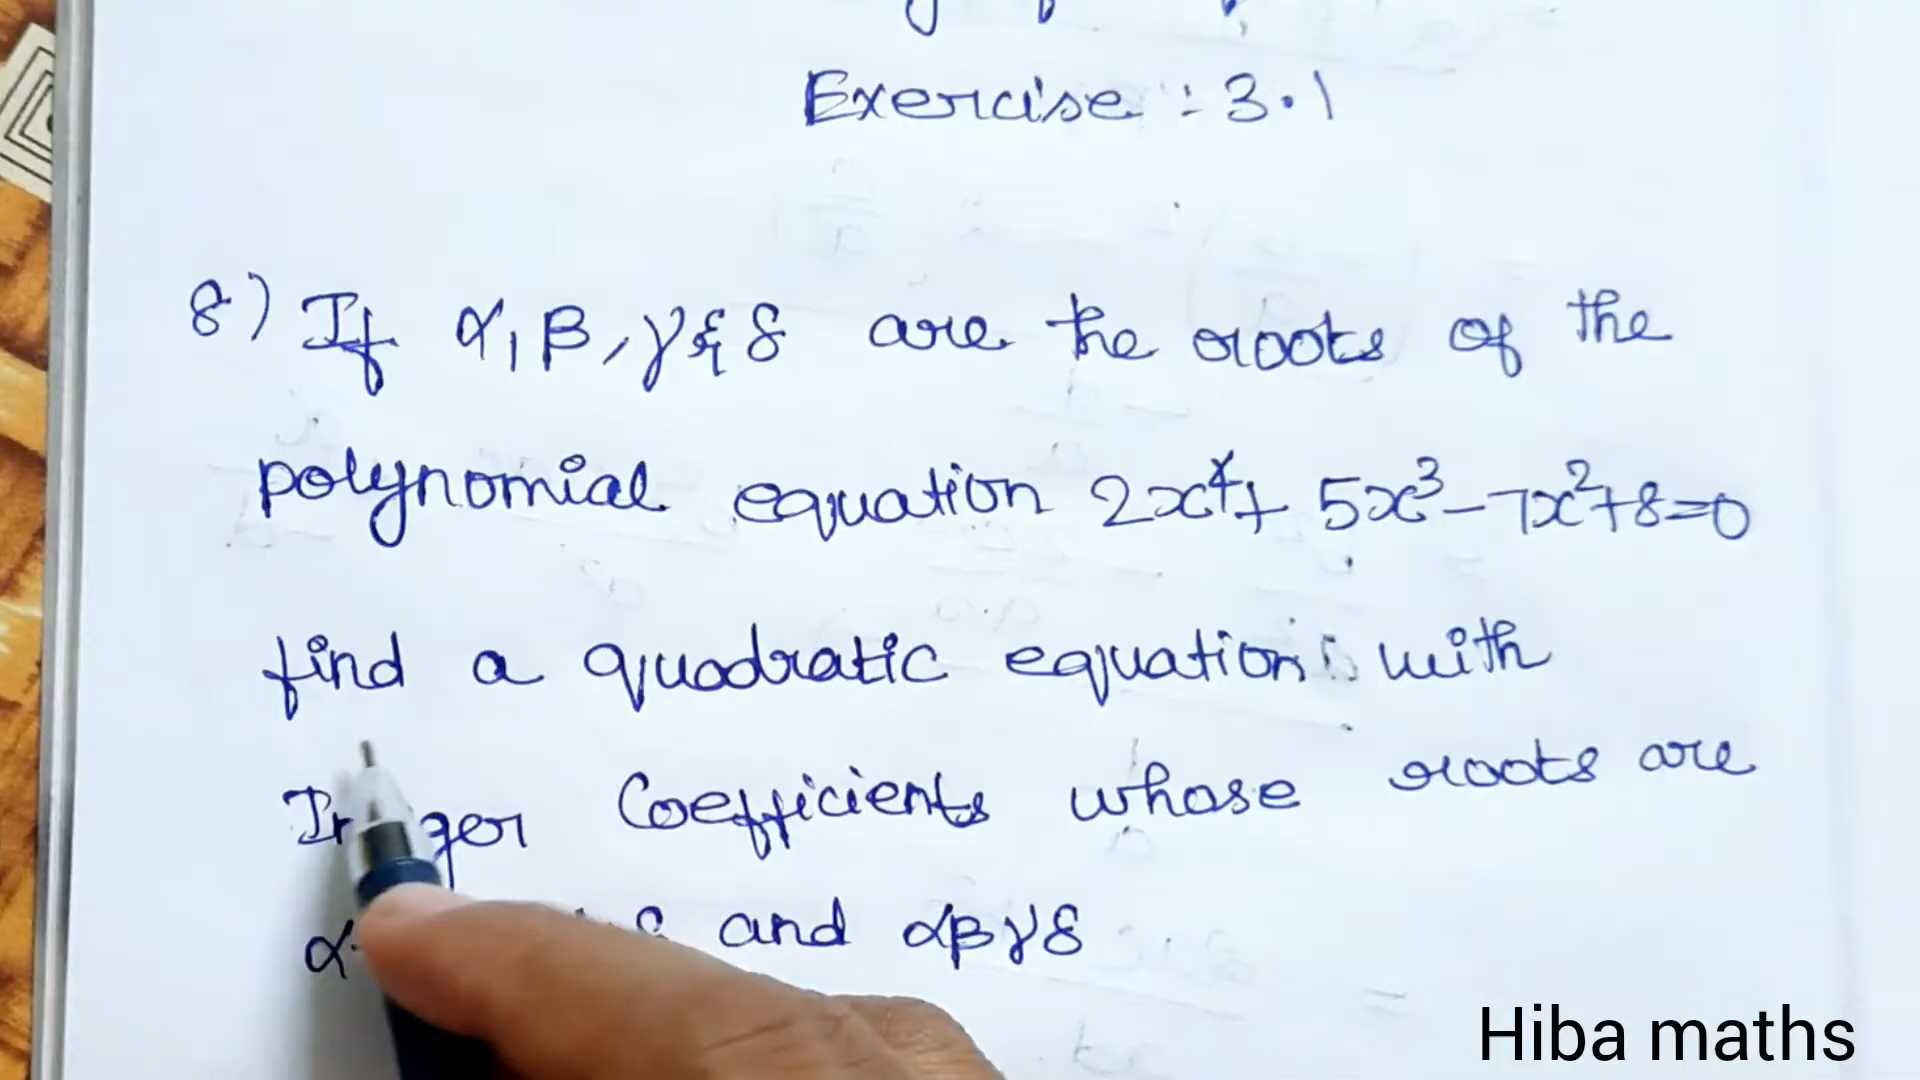 Exercise : 3.1
8) If α, β, γ & δ are the roots of the
polynomial equation 2x⁴ + 5x³ - 7x² + 8 = 0
find a quadratic equation with
Coefficients whose roots are
and αβγδ
Hiba maths